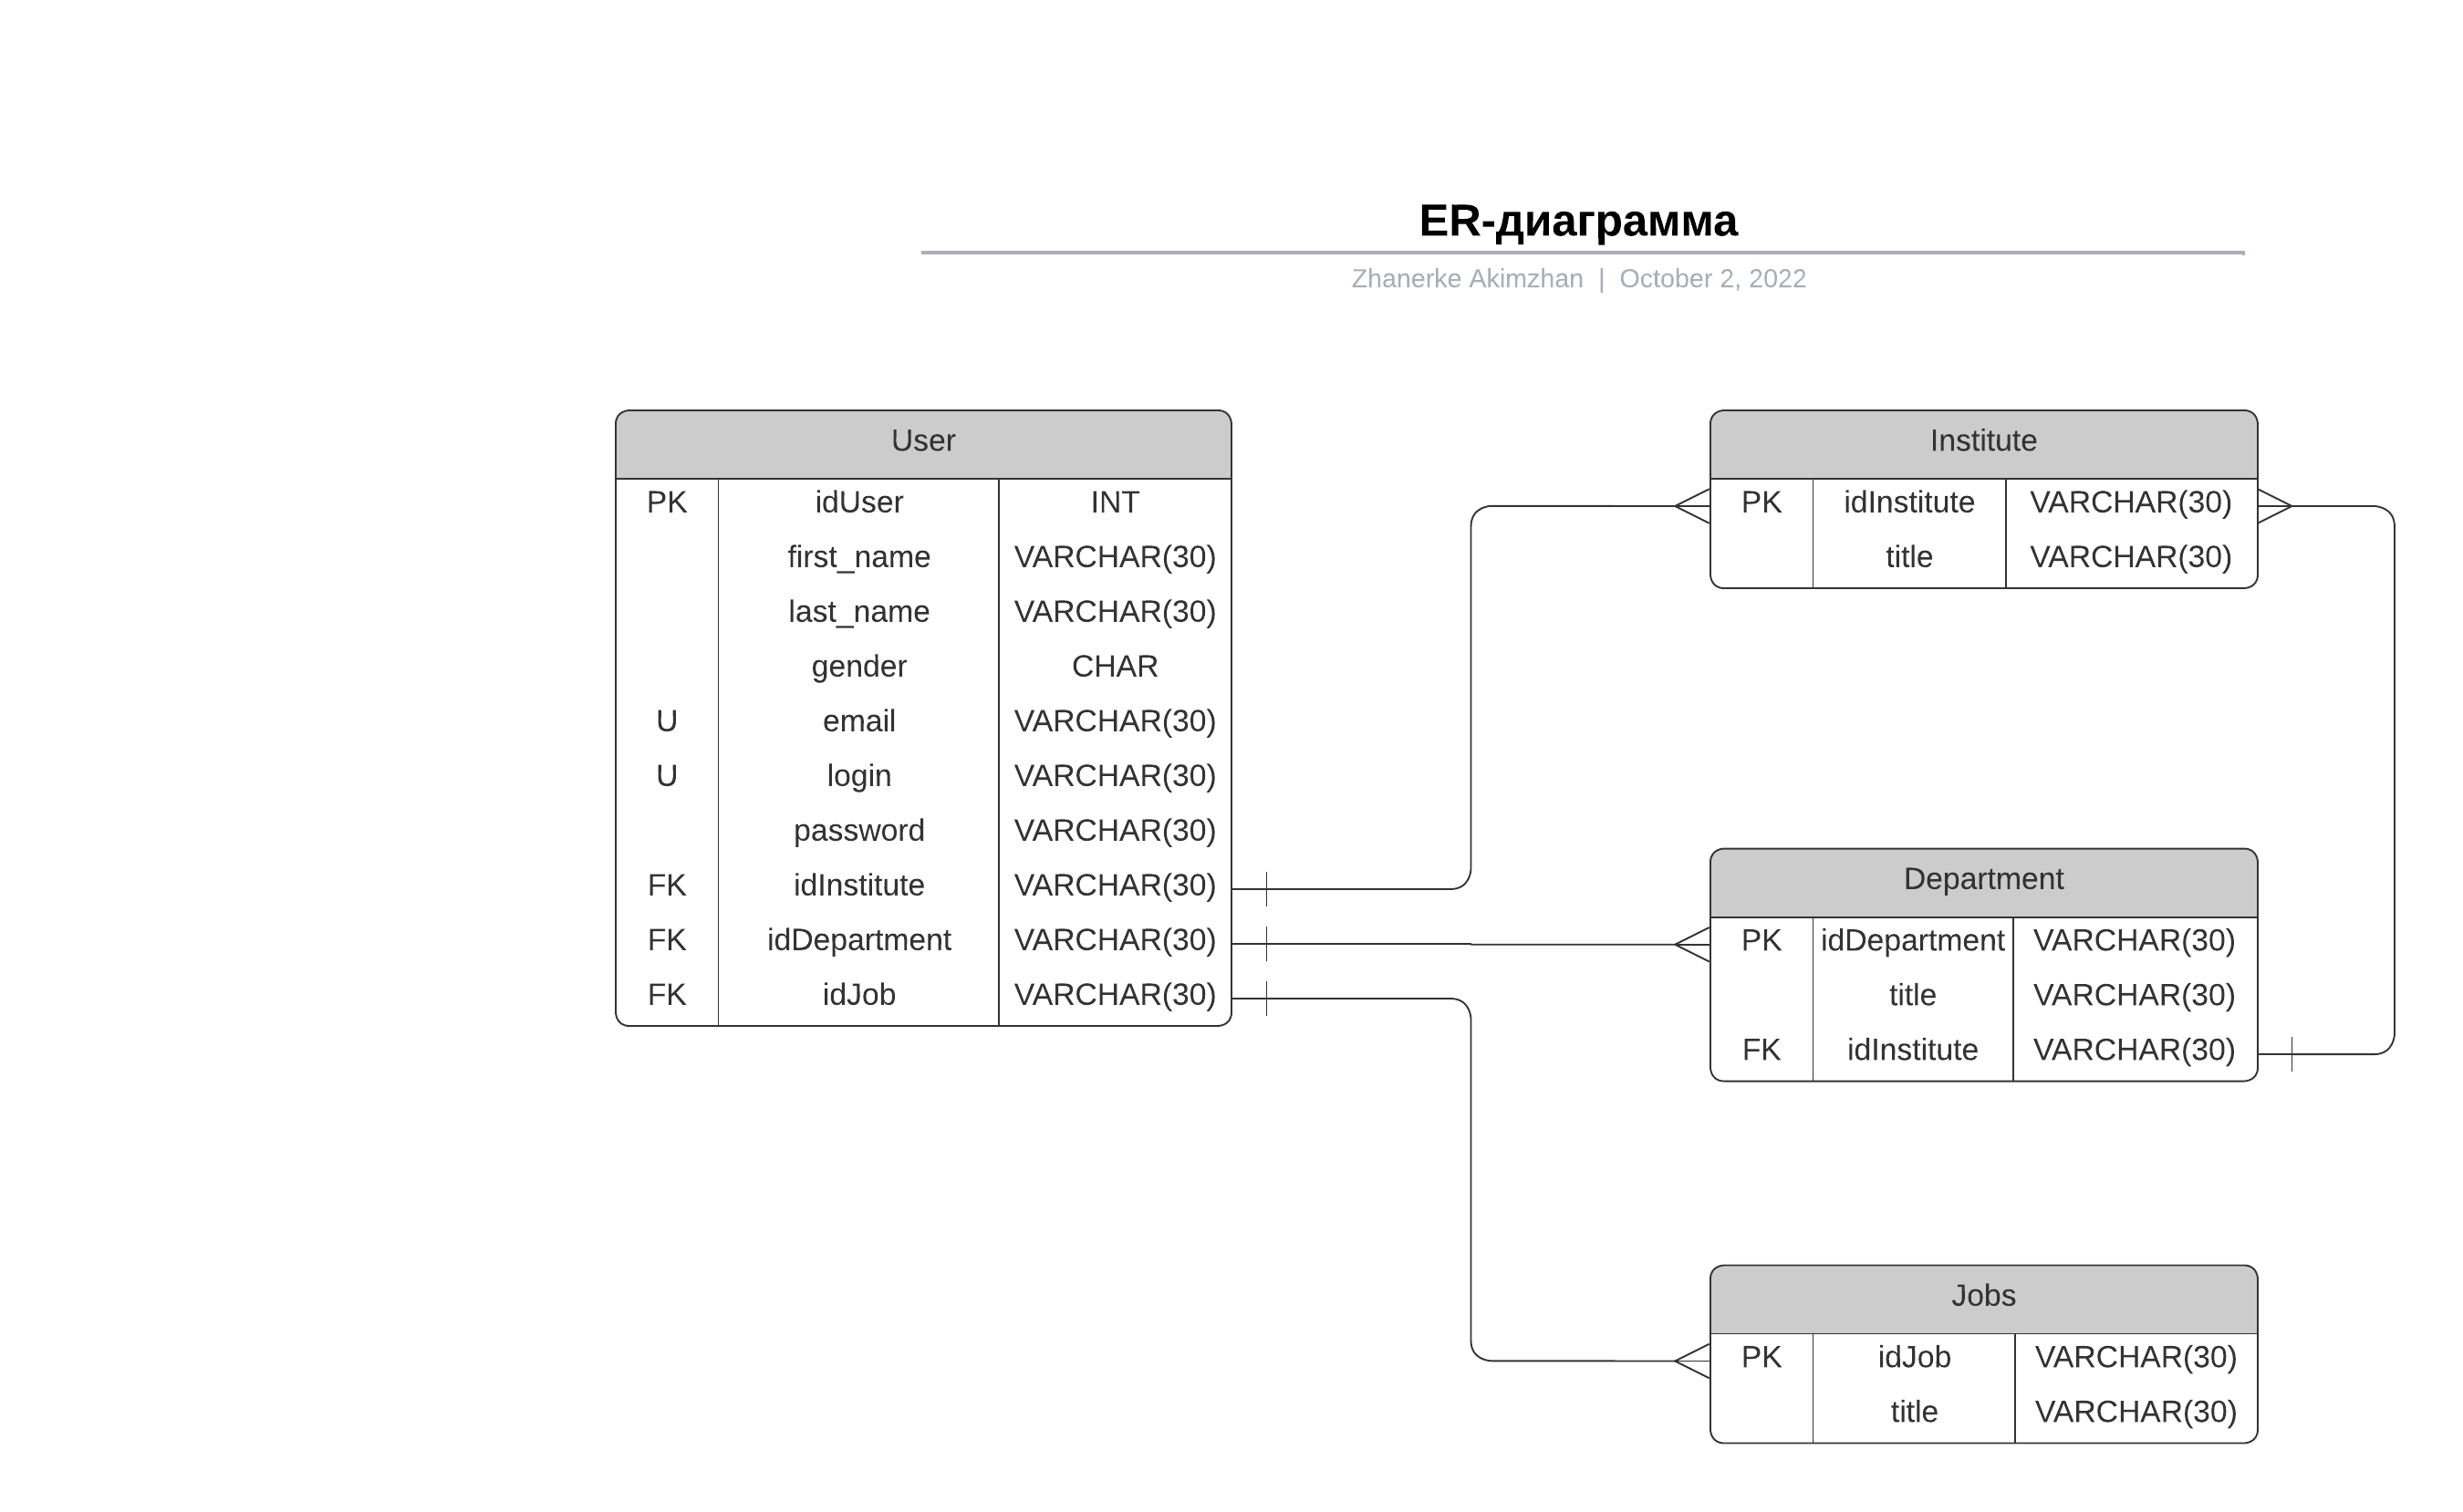 ER-диаграмма
Zhanerke Akimzhan | October 2, 2022
User
PK idUser INT
first_name VARCHAR(30)
last_name VARCHAR(30)
gender CHAR
U email VARCHAR(30)
U login VARCHAR(30)
password VARCHAR(30)
FK idInstitute VARCHAR(30)
FK idDepartment VARCHAR(30)
FK idJob VARCHAR(30)
Institute
PK idInstitute VARCHAR(30)
title VARCHAR(30)
Department
PK idDepartment VARCHAR(30)
title VARCHAR(30)
FK idInstitute VARCHAR(30)
Jobs
PK idJob VARCHAR(30)
title VARCHAR(30)